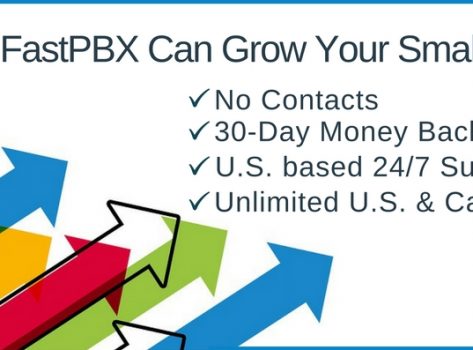 FastPBX Can Grow Your Smal
✓No Contacts
✓30-Day Money Back
✓U.S. based 24/7 Su
✓Unlimited U.S. & Ca